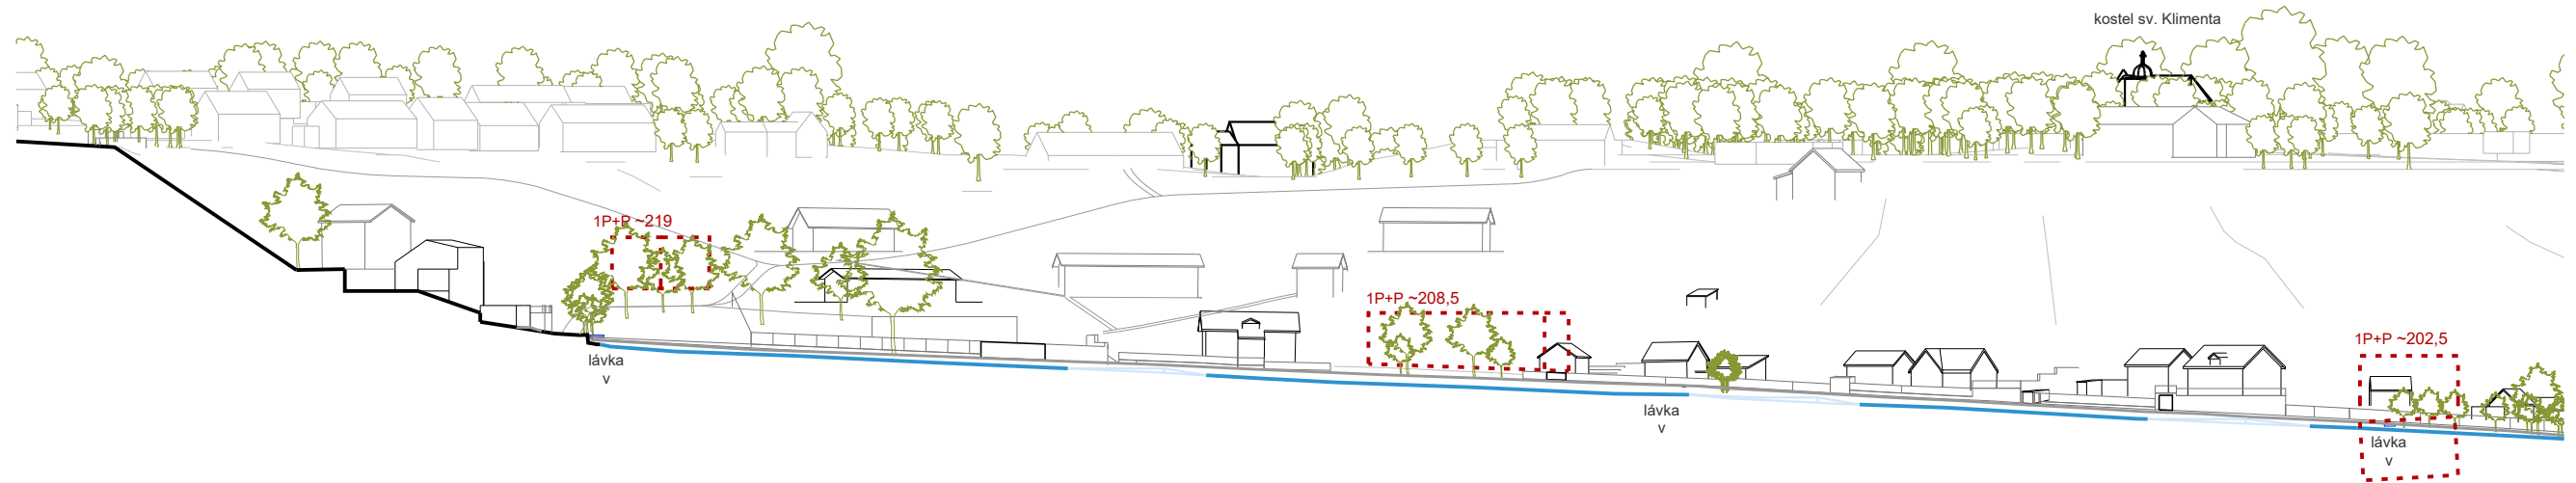 kostel sv. Klimenta
1P+P ~219
1P+P ~208,5
1P+P ~202,5
lávka
v
lávka
v
lávka
v